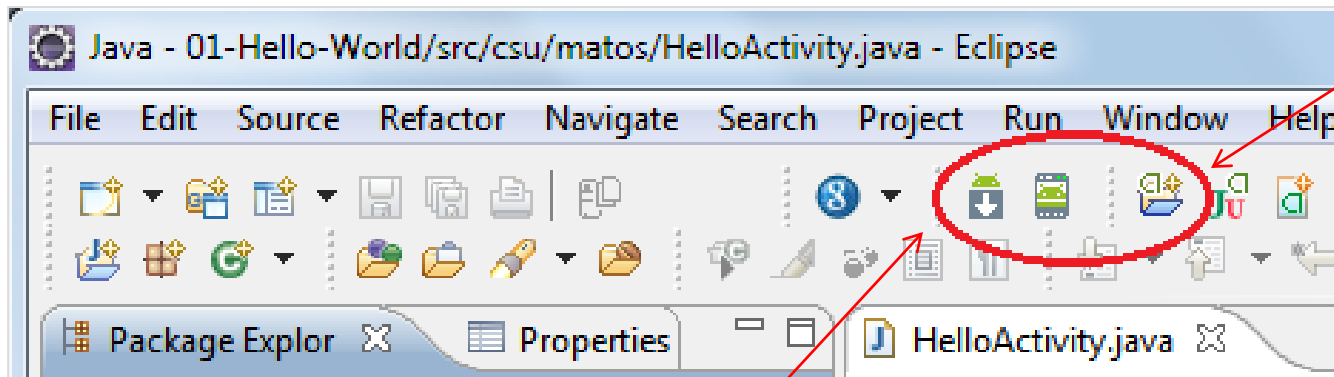 Java - 01-Hello-World/src/csu/matos/HelloActivity.java - Eclipse
File Edit Source Refactor Navigate Search Project Run Window Help
Package Explor Properties HelloActivity.java